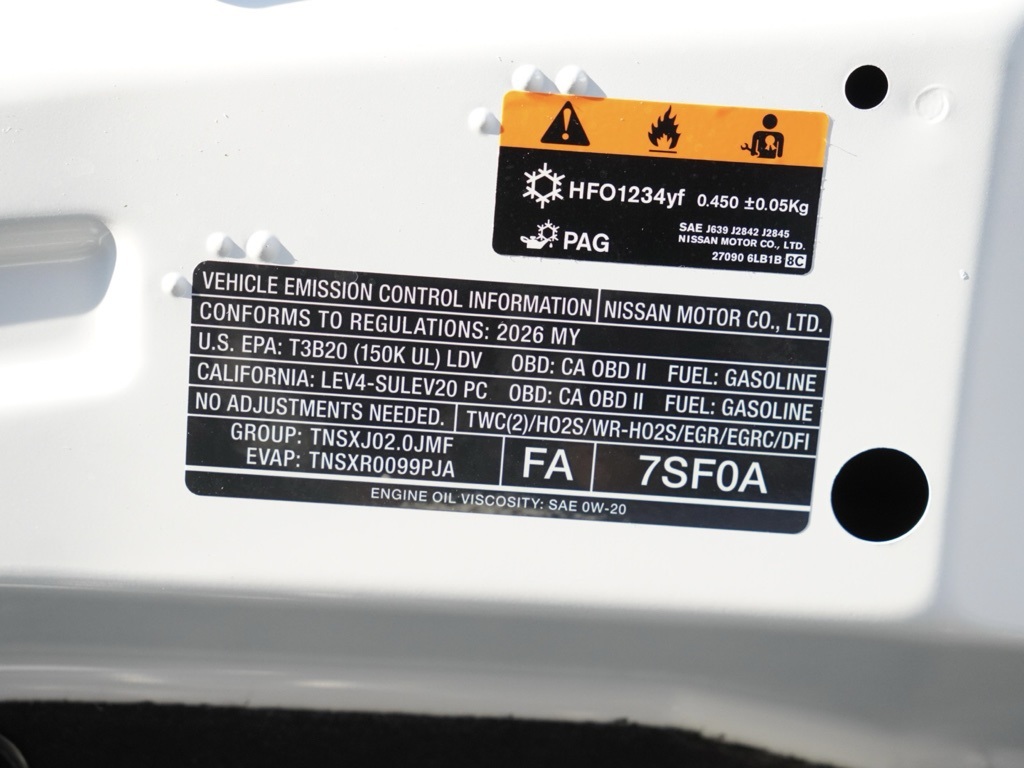 HFO1234yf 0.450 ±0.05Kg
PAG
SAE J639 J2842 J2845
NISSAN MOTOR CO., LTD.
27090 6LB1B 8C
VEHICLE EMISSION CONTROL INFORMATION NISSAN MOTOR CO., LTD.
CONFORMS TO REGULATIONS: 2026 MY
U.S. EPA: T3B20 (150K UL) LDV OBD: CA OBD II FUEL: GASOLINE
CALIFORNIA: LEV4-SULEV20 PC OBD: CA OBD II FUEL: GASOLINE
NO ADJUSTMENTS NEEDED. TWC(2)/HO2S/WR-HO2S/EGR/EGRC/DFI
GROUP: TNSXJ02.0JMF
EVAP: TNSXR0099PJA
FA 7SF0A
ENGINE OIL VISCOSITY: SAE 0W-20